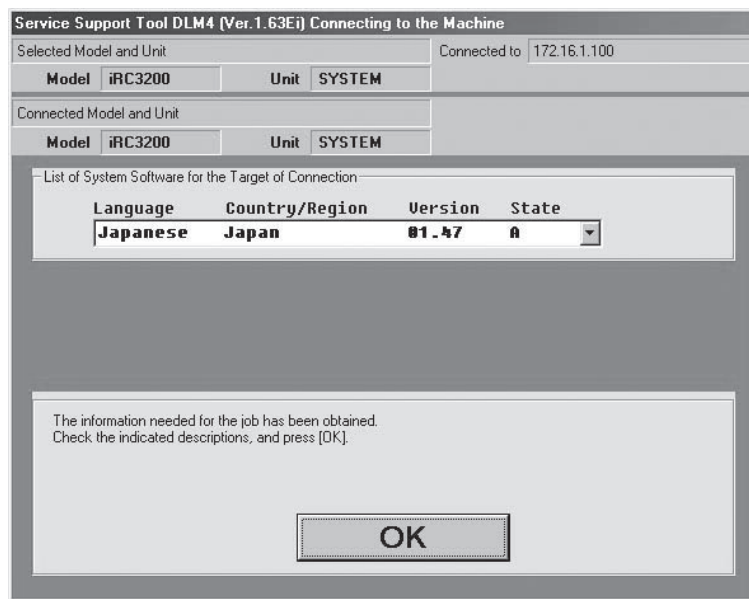 Service Support Tool DLM4 (Ver.1.63Ei) Connecting to the Machine
Selected Model and Unit
Connected to 172.16.1.100
Model iRC3200 Unit SYSTEM
Connected Model and Unit
Model iRC3200 Unit SYSTEM
List of System Software for the Target of Connection
Language Country/Region Version State
Japanese Japan 01.47 A
The information needed for the job has been obtained.
Check the indicated descriptions, and press [OK].
OK